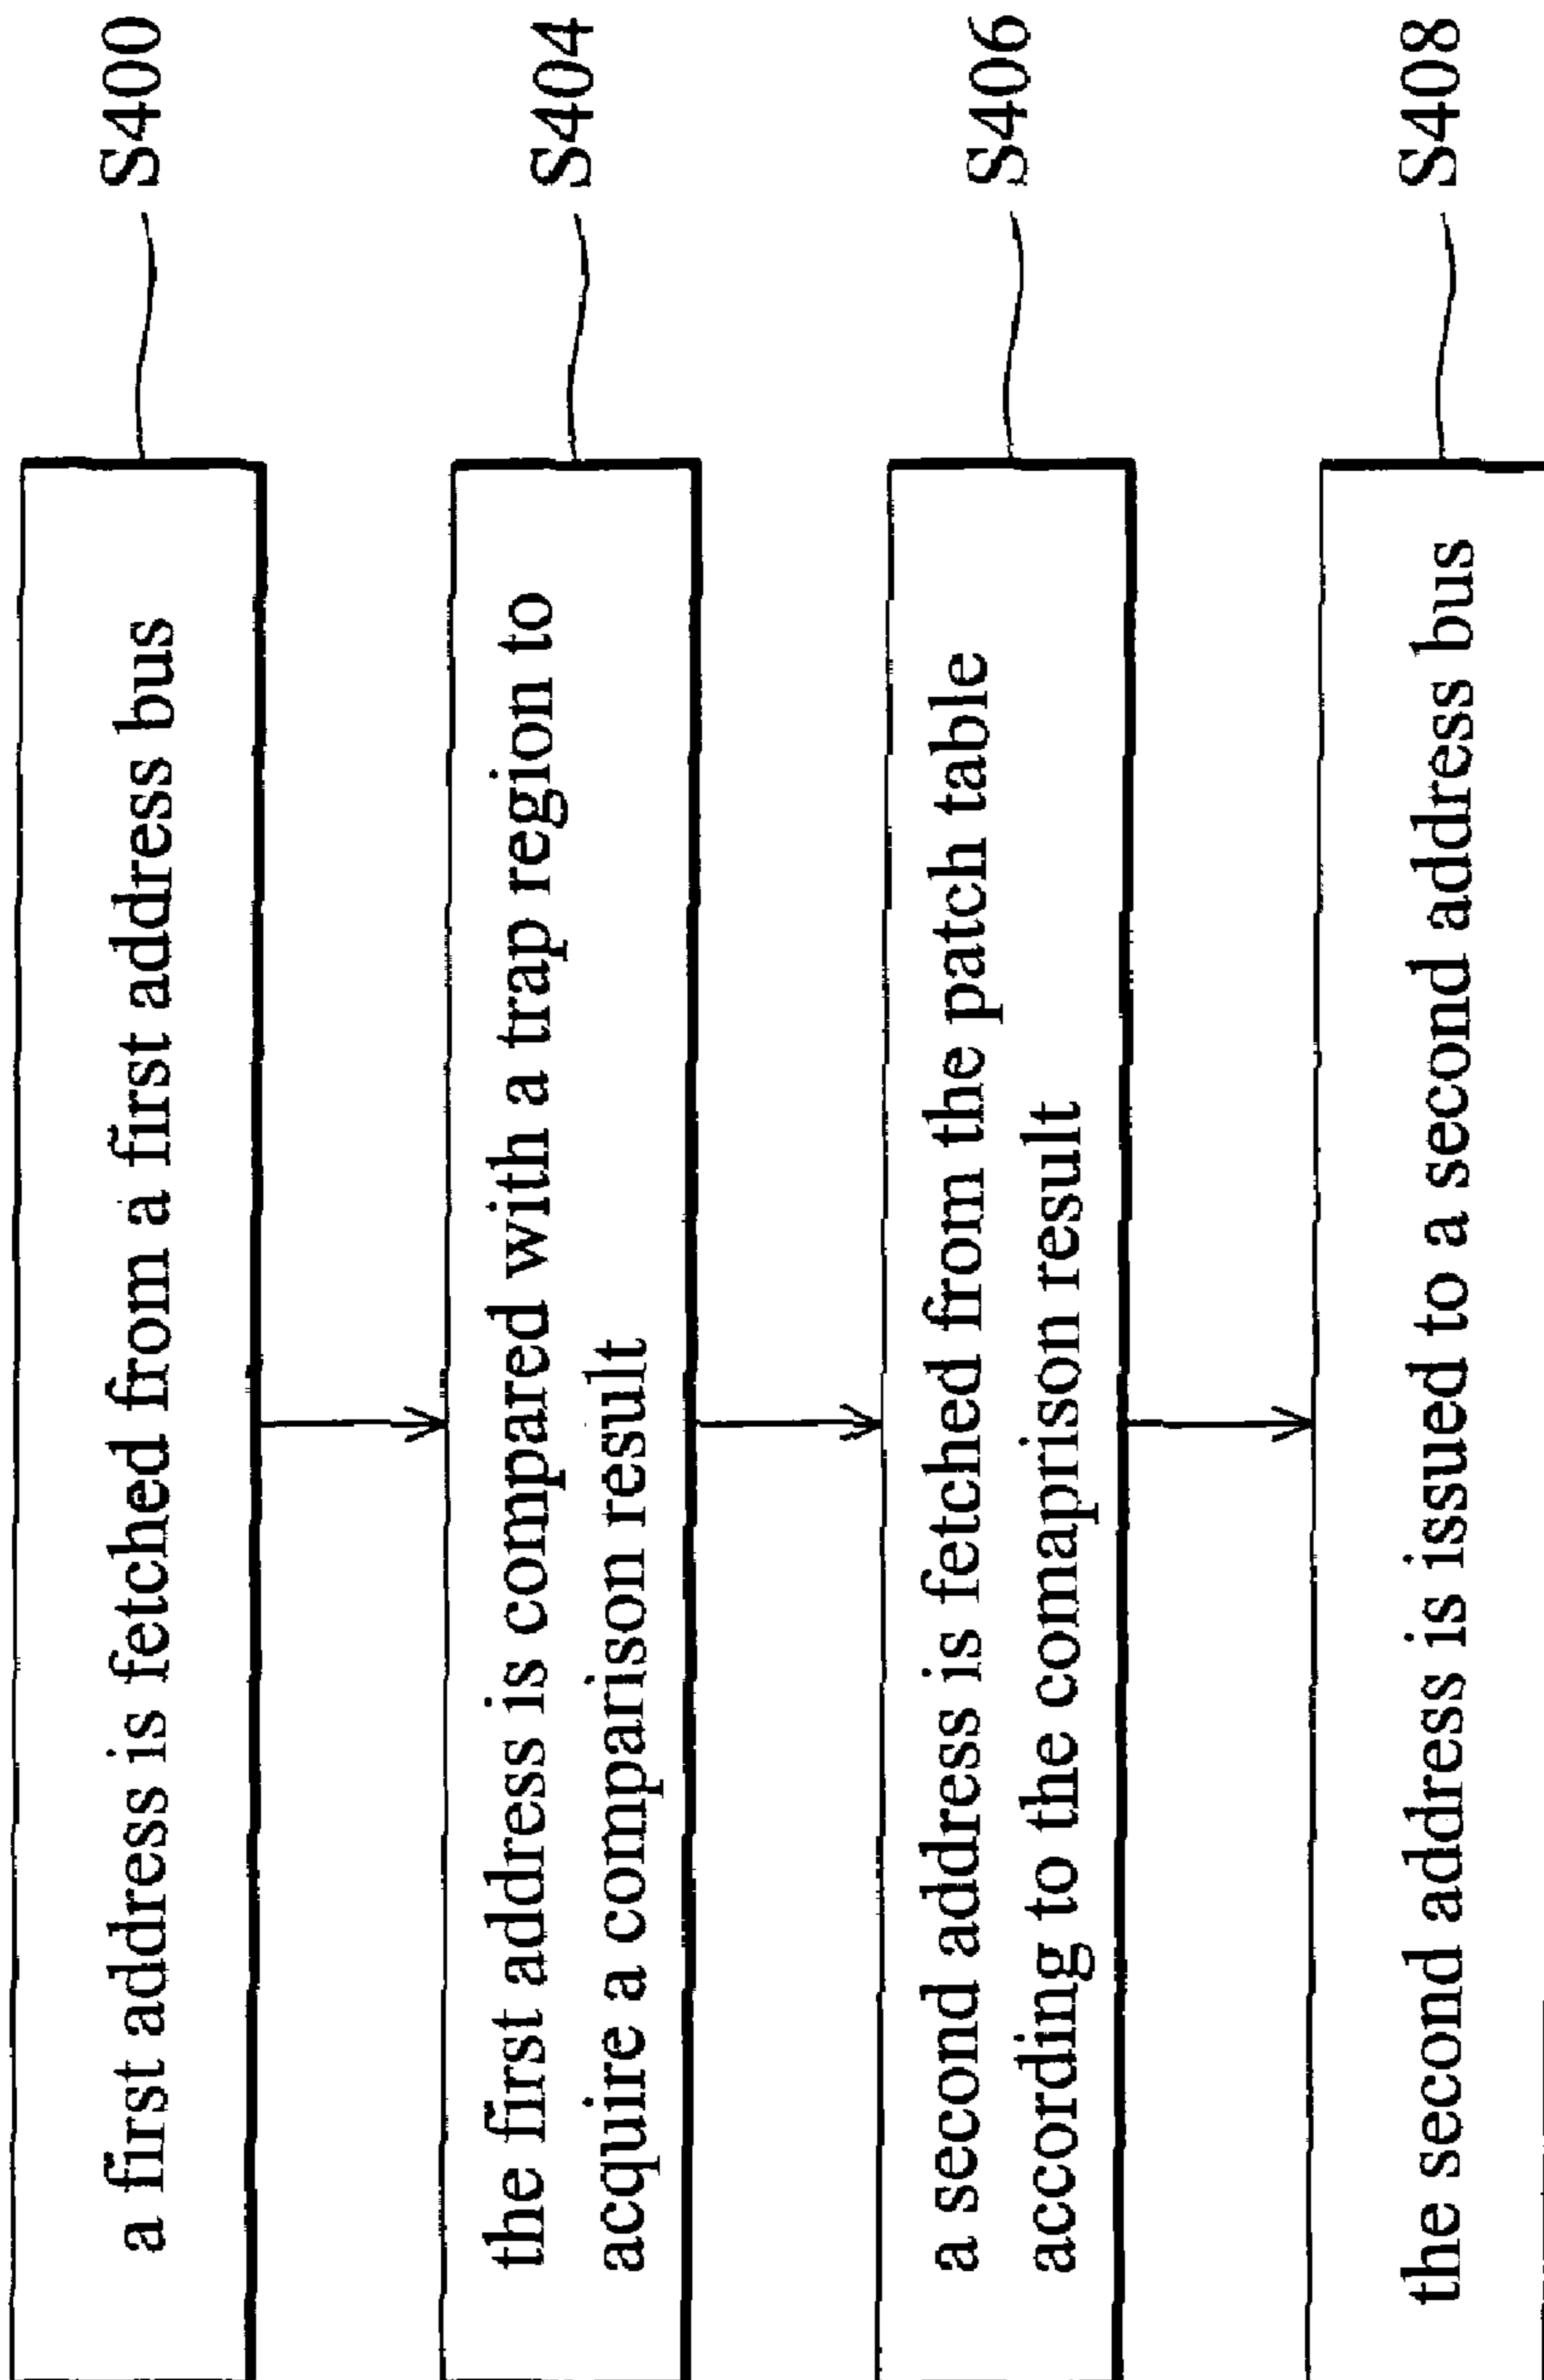 a first address is fetched from a first address bus
S400
the first address is compared with a trap region to
acquire a comparison result
S404
a second address is fetched from the patch table
according to the comaprison result
S406
the second address is issued to a second address bus
S408